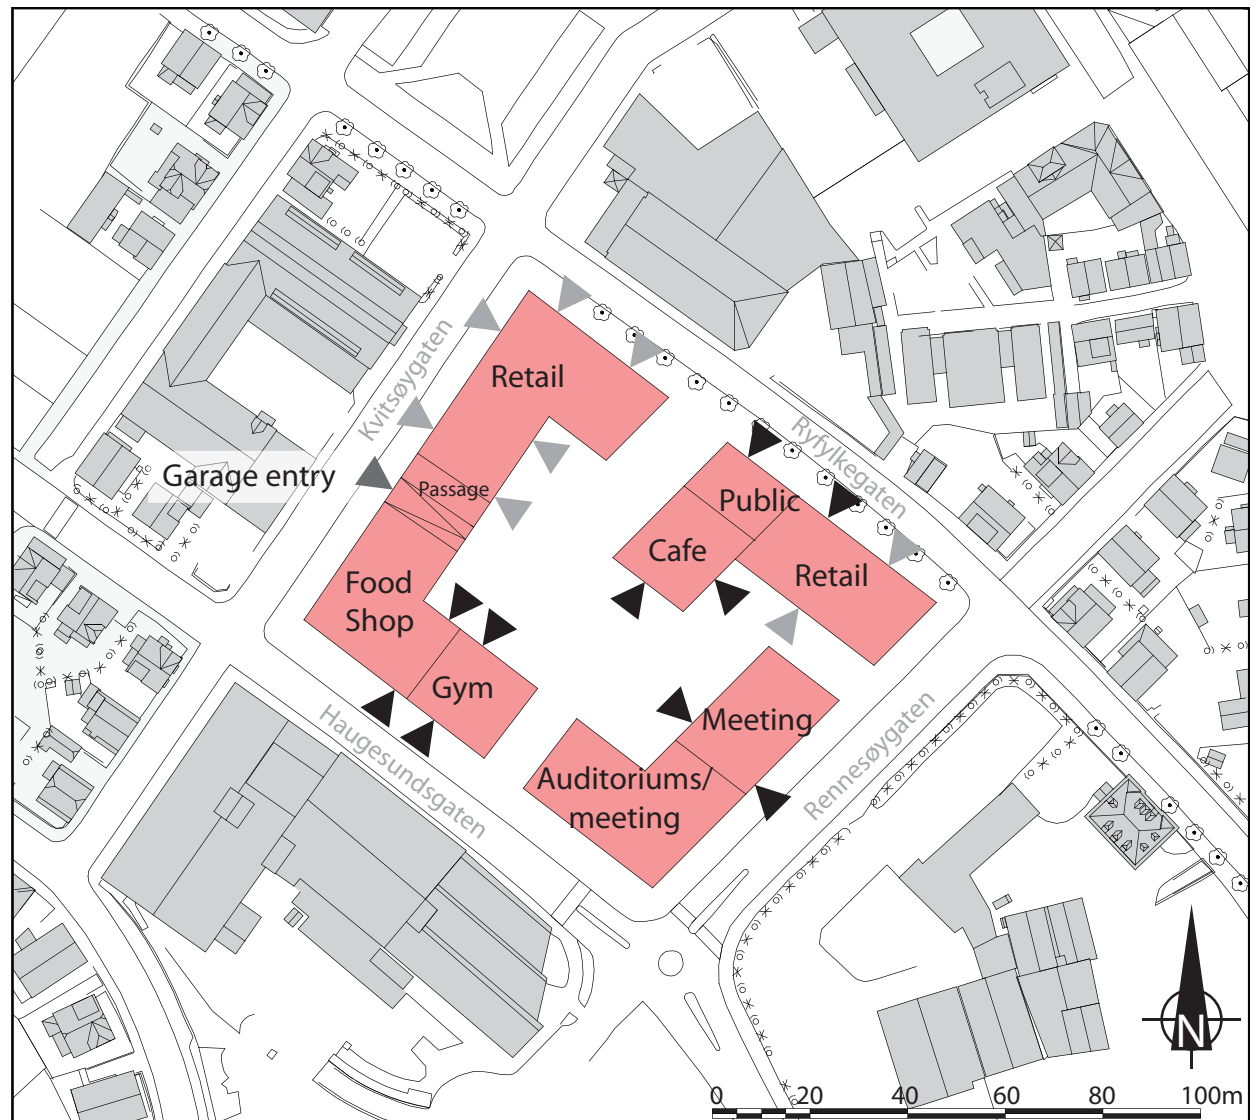 Retail
Kvitsøygaten
Ryfylkegaten
Garage entry
Passage
Public
Cafe
Retail
Food
Shop
Gym
Meeting
Haugesundsgaten
Auditoriums/
meeting
Rennesøygaten
N
0 20 40 60 80 100m